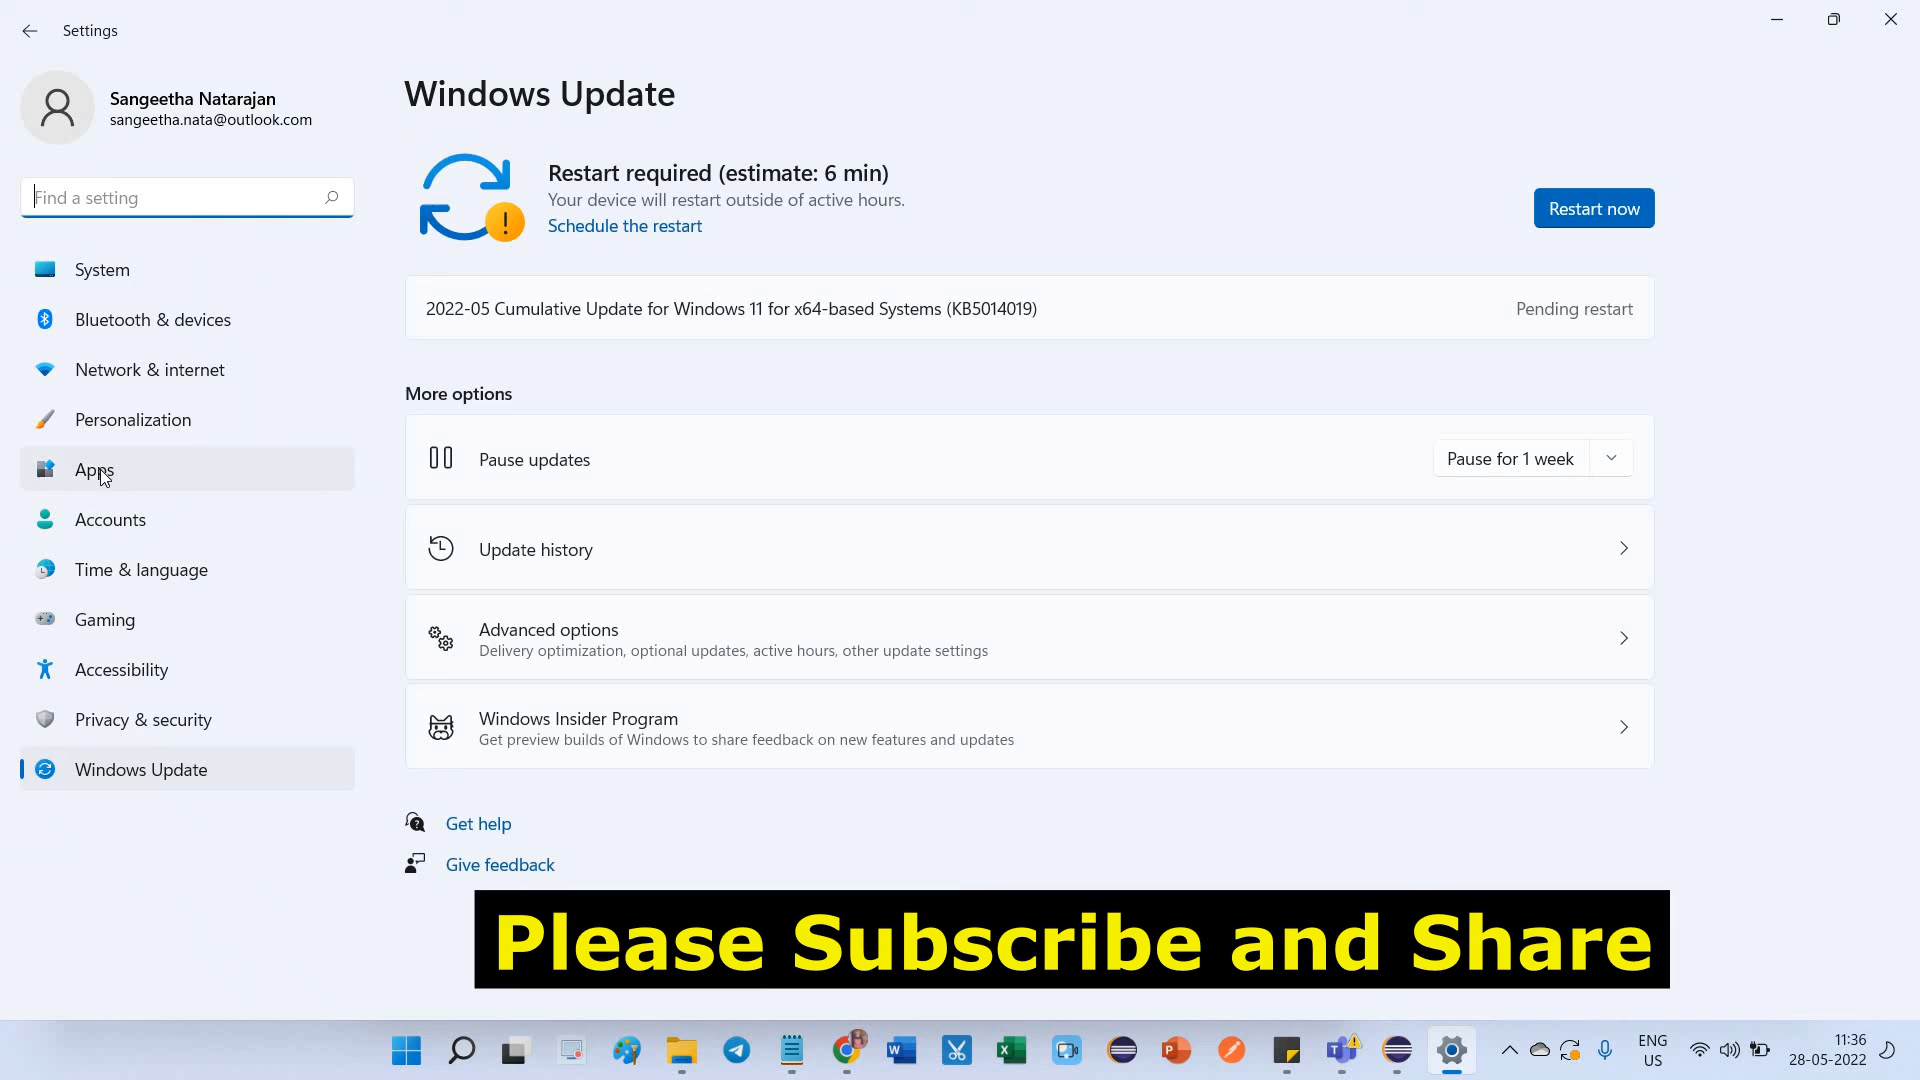 Settings
Sangeetha Natarajan
sangeetha.nata@outlook.com
Find a setting
System
Bluetooth & devices
Network & internet
Personalization
Apps
Accounts
Time & language
Gaming
Accessibility
Privacy & security
Windows Update
Windows Update
Restart required (estimate: 6 min)
Your device will restart outside of active hours.
Schedule the restart
Restart now
2022-05 Cumulative Update for Windows 11 for x64-based Systems (KB5014019)
Pending restart
More options
Pause updates
Pause for 1 week
Update history
Advanced options
Delivery optimization, optional updates, active hours, other update settings
Windows Insider Program
Get preview builds of Windows to share feedback on new features and updates
Get help
Give feedback
Please Subscribe and Share
ENG
US
11:36
28-05-2022